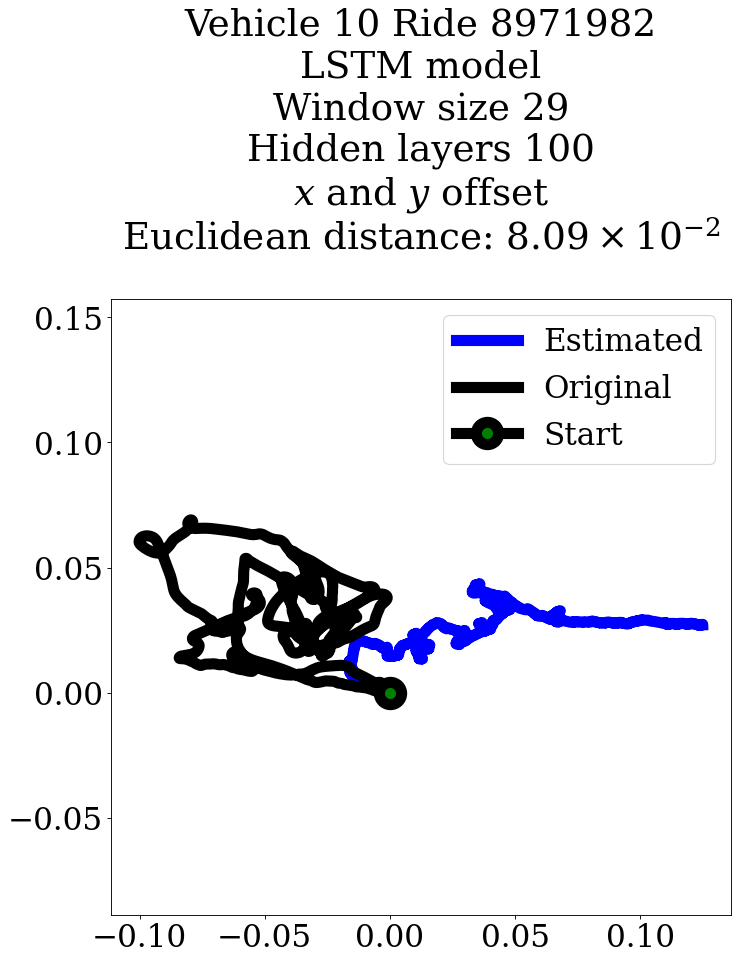 Vehicle 10 Ride 8971982
LSTM model
Window size 29
Hidden layers 100
x and y offset
Euclidean distance: 8.09 × 10⁻²
0.15
Estimated
Original
Start
0.10
0.05
0.00
−0.05
−0.10 −0.05 0.00 0.05 0.10